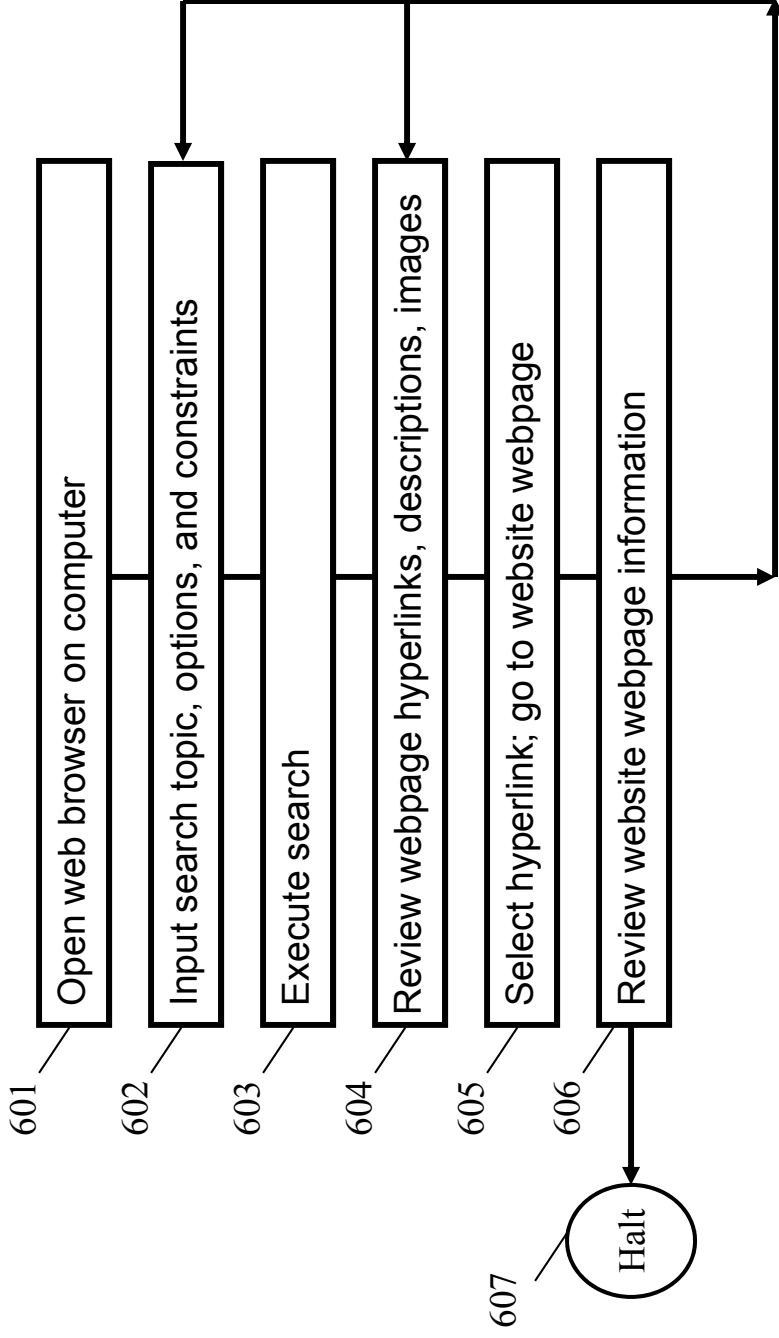 601
Open web browser on computer
602
Input search topic, options, and constraints
603
Execute search
604
Review webpage hyperlinks, descriptions, images
605
Select hyperlink; go to website webpage
606
Review website webpage information
607
Halt